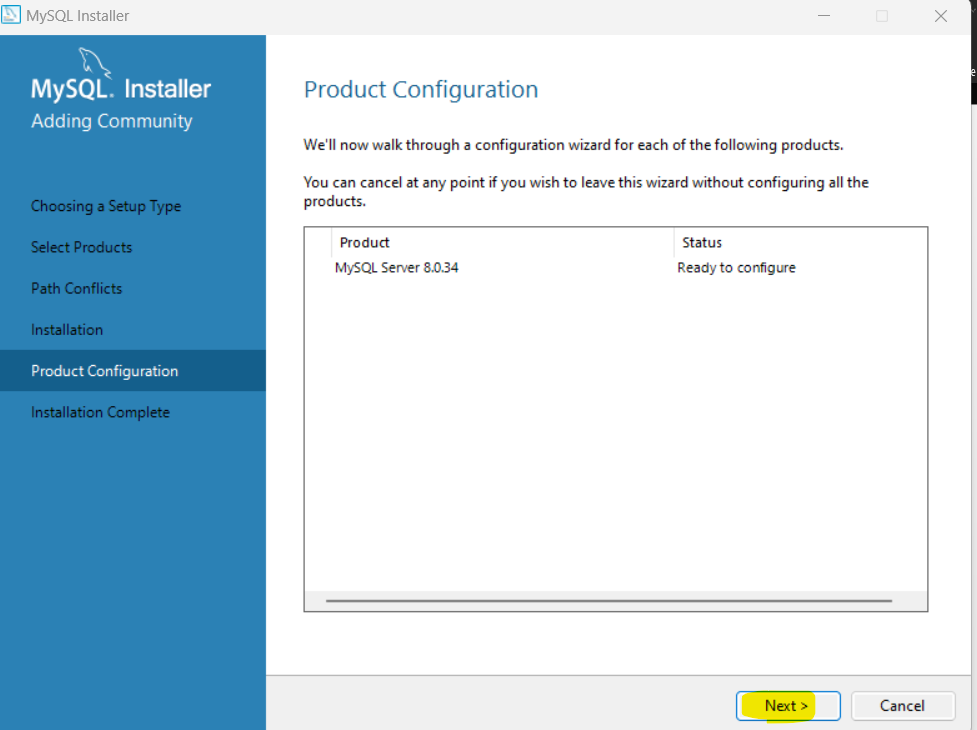 MySQL Installer
MySQL. Installer
Adding Community
Choosing a Setup Type
Select Products
Path Conflicts
Installation
Product Configuration
Installation Complete
Product Configuration
We'll now walk through a configuration wizard for each of the following products.
You can cancel at any point if you wish to leave this wizard without configuring all the
products.
Product Status
MySQL Server 8.0.34 Ready to configure
Next > Cancel